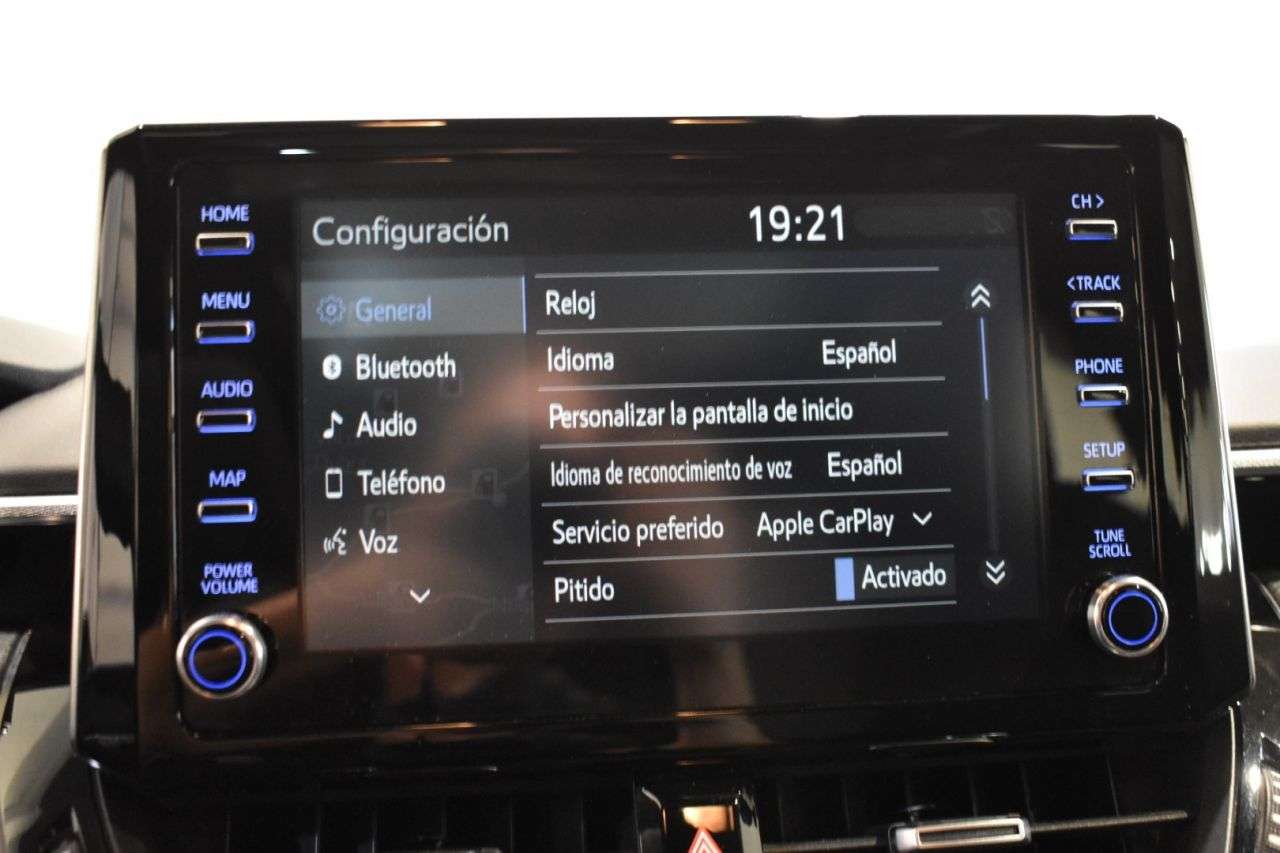 HOME
MENU
AUDIO
MAP
POWER
VOLUME
Configuración
19:21
General
Bluetooth
Audio
Teléfono
Voz
Reloj
Idioma Español
Personalizar la pantalla de inicio
Idioma de reconocimiento de voz Español
Servicio preferido Apple CarPlay
Pitido Activado
CH >
< TRACK
PHONE
SETUP
TUNE
SCROLL